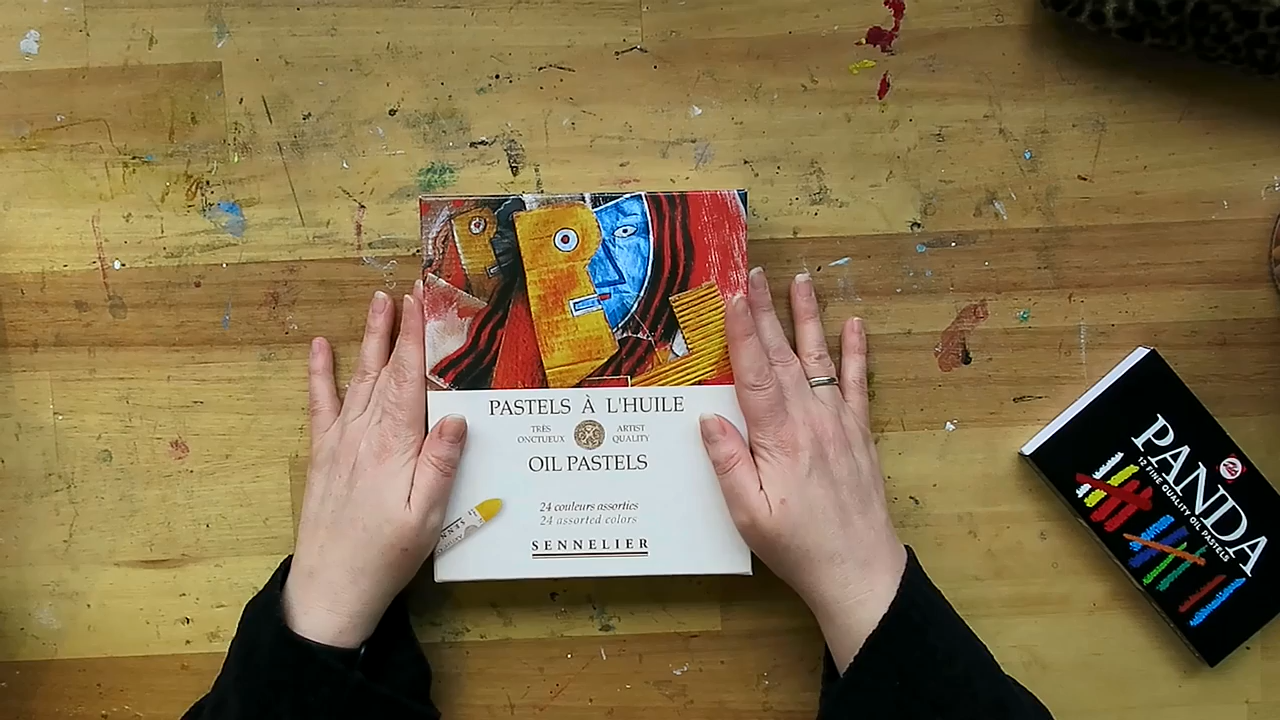 PASTELS À L'HUILE
TRÈS ONCTUEUX
ARTIST QUALITY
OIL PASTELS
24 couleurs assorties
24 assorted colors
SENNELIER
PANDA
12 FINE QUALITY OIL PASTELS